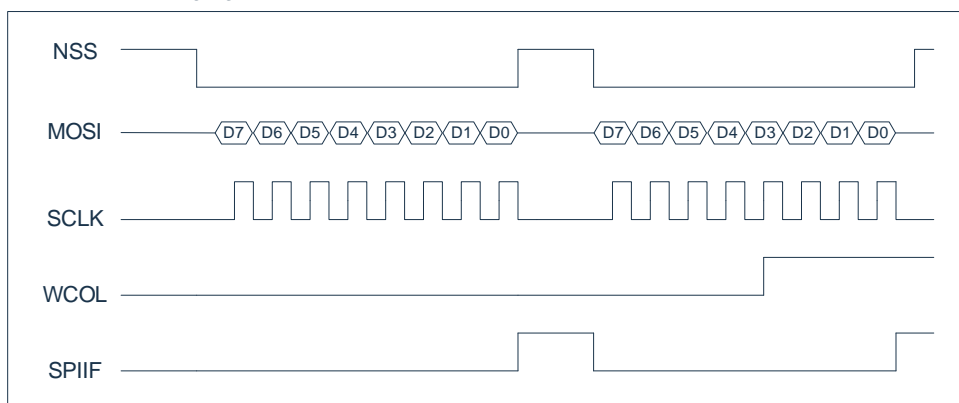 NSS
MOSI D7 D6 D5 D4 D3 D2 D1 D0 D7 D6 D5 D4 D3 D2 D1 D0
SCLK
WCOL
SPIIF